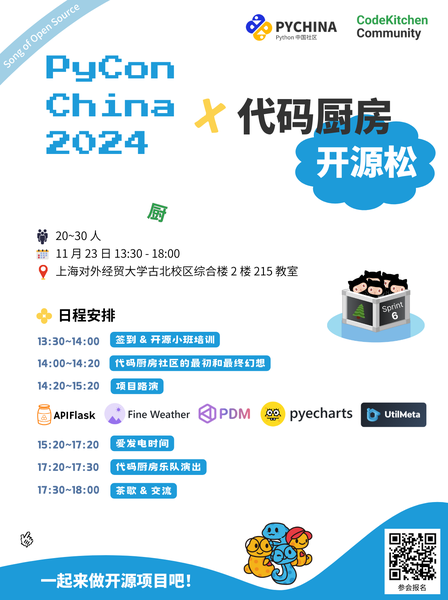 Song of Open Source
PYCHINA
Python 中国社区
CodeKitchen
Community
PyCon
China
2024
X
代码厨房
开源松
厨
20~30 人
11 月 23 日 13:30 - 18:00
上海对外经贸大学古北校区综合楼 2 楼 215 教室
Sprint
6
日程安排
13:30~14:00 签到 & 开源小班培训
14:00~14:20 代码厨房社区的最初和最终幻想
14:20~15:20 项目路演
APIFlask Fine Weather PDM pyecharts UtilMeta
15:20~17:20 爱发电时间
17:20~17:30 代码厨房乐队演出
17:30~18:00 茶歇 & 交流
一起来做开源项目吧!
参会报名